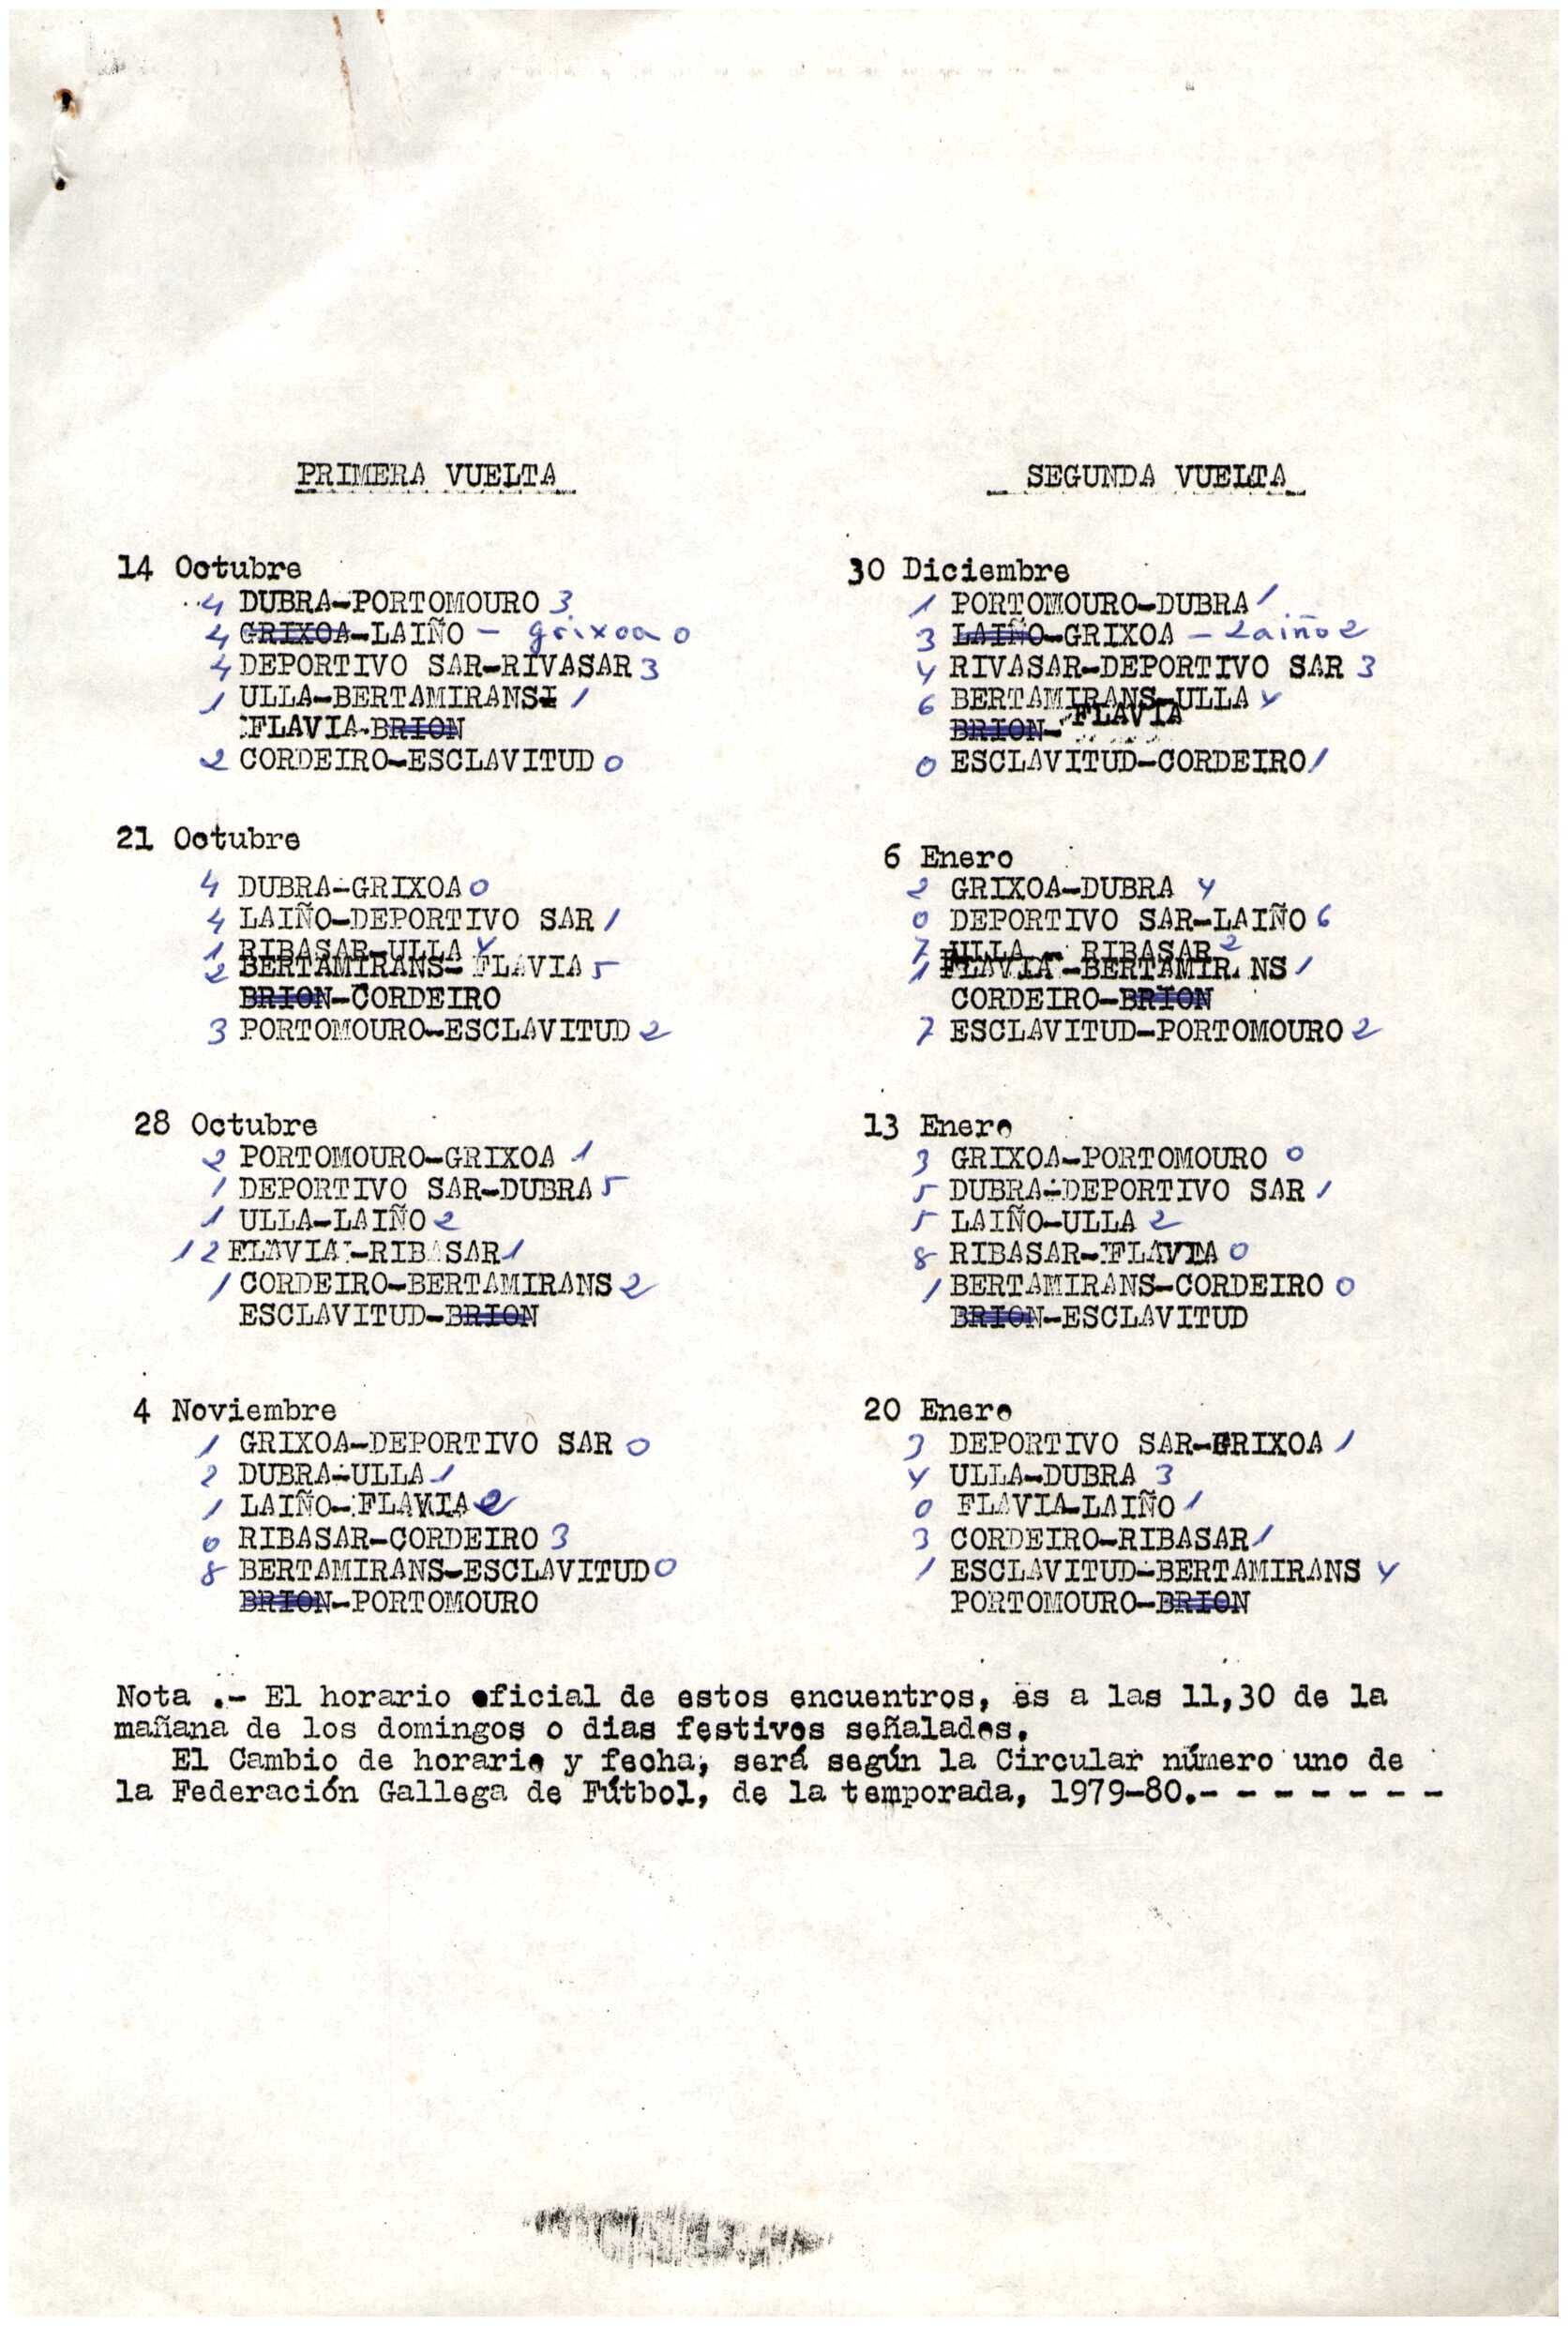 PRIMERA VUELTA
14 Octubre
4 DUBRA-PORTOMOURO 3
4 GRIXOA-LAIÑO - Grixoa 0
4 DEPORTIVO SAR-RIVASAR 3
1 ULLA-BERTAMIRANS 1
FLAVIA-BRION
2 CORDEIRO-ESCLAVITUD 0
21 Octubre
4 DUBRA-GRIXOA 0
4 LAIÑO-DEPORTIVO SAR 1
1 RIBASAR-ULLA 4
2 BERTAMIRANS-FLAVIA 5
BRION-CORDEIRO
3 PORTOMOURO-ESCLAVITUD 2
28 Octubre
2 PORTOMOURO-GRIXOA 1
1 DEPORTIVO SAR-DUBRA 5
1 ULLA-LAIÑO 2
12 FLAVIA-RIBASAR 1
1 CORDEIRO-BERTAMIRANS 2
ESCLAVITUD-BRION
4 Noviembre
1 GRIXOA-DEPORTIVO SAR 0
2 DUBRA-ULLA 1
1 LAIÑO-FLAVIA 2
0 RIBASAR-CORDEIRO 3
8 BERTAMIRANS-ESCLAVITUD 0
BRION-PORTOMOURO
SEGUNDA VUELTA
30 Diciembre
1 PORTOMOURO-DUBRA 1
3 LAIÑO-GRIXOA - Laiño 2
4 RIVASAR-DEPORTIVO SAR 3
6 BERTAMIRANS-ULLA 4
BRION-FLAVIA
0 ESCLAVITUD-CORDEIRO 1
6 Enero
2 GRIXOA-DUBRA 4
0 DEPORTIVO SAR-LAIÑO 6
7 ULLA - RIBASAR 2
1 FLAVIA-BERTAMIRANS 1
CORDEIRO-BRION
7 ESCLAVITUD-PORTOMOURO 2
13 Enero
3 GRIXOA-PORTOMOURO 0
5 DUBRA-DEPORTIVO SAR 1
5 LAIÑO-ULLA 2
8 RIBASAR-FLAVIA 0
1 BERTAMIRANS-CORDEIRO 0
BRION-ESCLAVITUD
20 Enero
3 DEPORTIVO SAR-GRIXOA 1
4 ULLA-DUBRA 3
0 FLAVIA-LAIÑO 1
3 CORDEIRO-RIBASAR 1
1 ESCLAVITUD-BERTAMIRANS 4
PORTOMOURO-BRION
Nota .- El horario oficial de estos encuentros, es a las 11,30 de la
mañana de los domingos o dias festivos señalados.
El Cambio de horario y fecha, será según la Circular número uno de
la Federación Gallega de Fútbol, de la temporada, 1979-80.- - - - - - - -